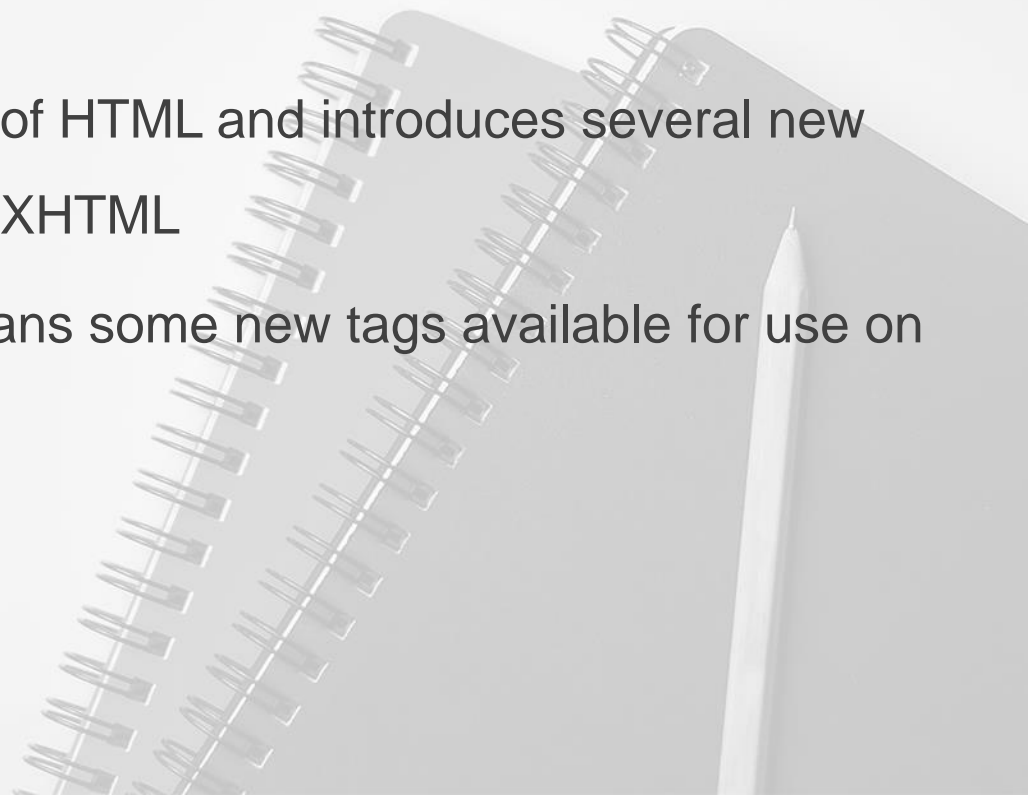 of HTML and introduces several new
XHTML
ans some new tags available for use on